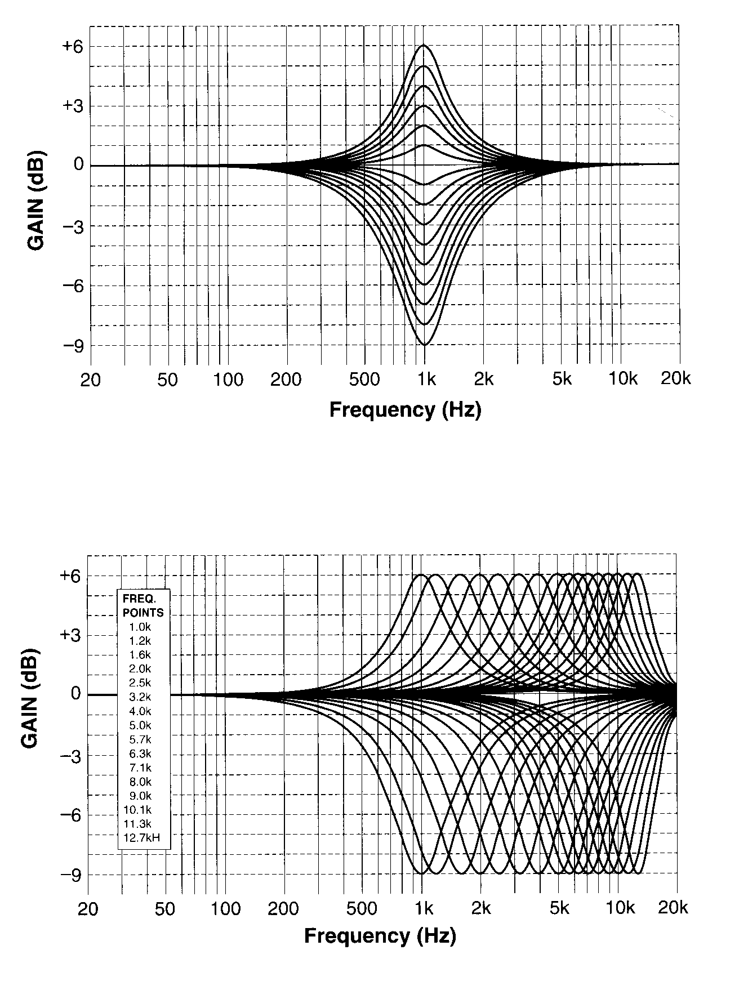 +6
+3
0
−3
−6
−9
GAIN (dB)
20 50 100 200 500 1k 2k 5k 10k 20k
Frequency (Hz)
+6
+3
0
−3
−6
−9
GAIN (dB)
FREQ.
POINTS
1.0k
1.2k
1.6k
2.0k
2.5k
3.2k
4.0k
5.0k
5.7k
6.3k
7.1k
8.0k
9.0k
10.1k
11.3k
12.7kH
20 50 100 200 500 1k 2k 5k 10k 20k
Frequency (Hz)